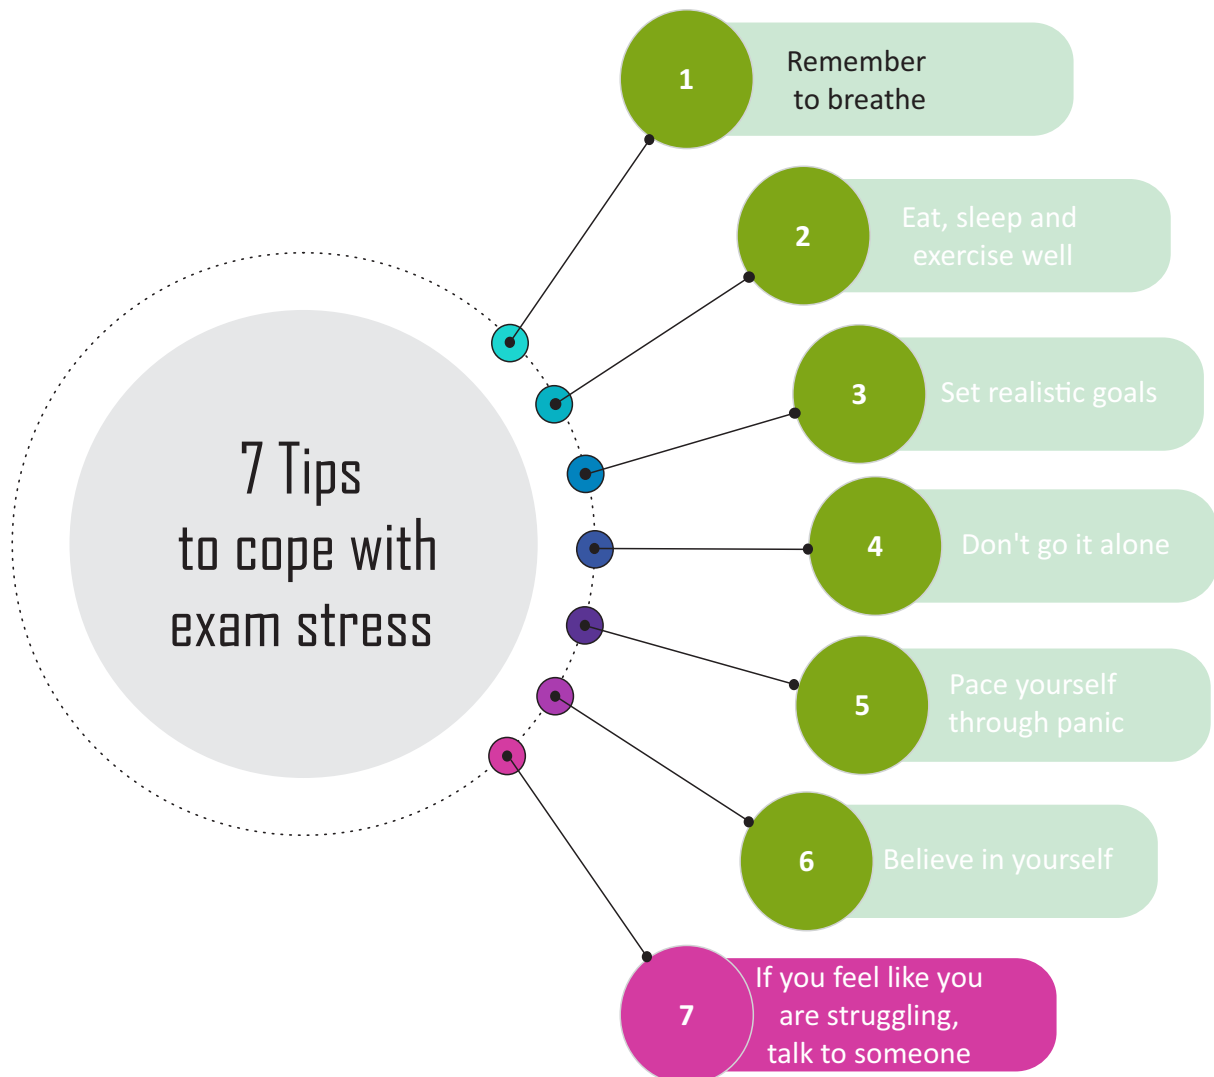 7 Tips
to cope with
exam stress
1
Remember
to breathe
2
Eat, sleep and
exercise well
3
Set realistic goals
4
Don't go it alone
5
Pace yourself
through panic
6
Believe in yourself
7
If you feel like you
are struggling,
talk to someone